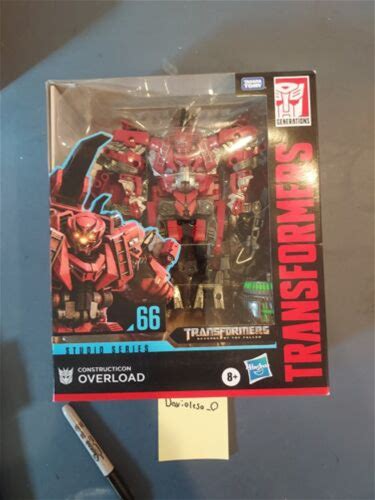 TAKARA
TOMY
GENERATIONS
TRANSFORMERS
66
STUDIO SERIES
TRANSFORMERS
REVENGE OF THE FALLEN
CONSTRUCTICON
OVERLOAD
8+
Hasbro